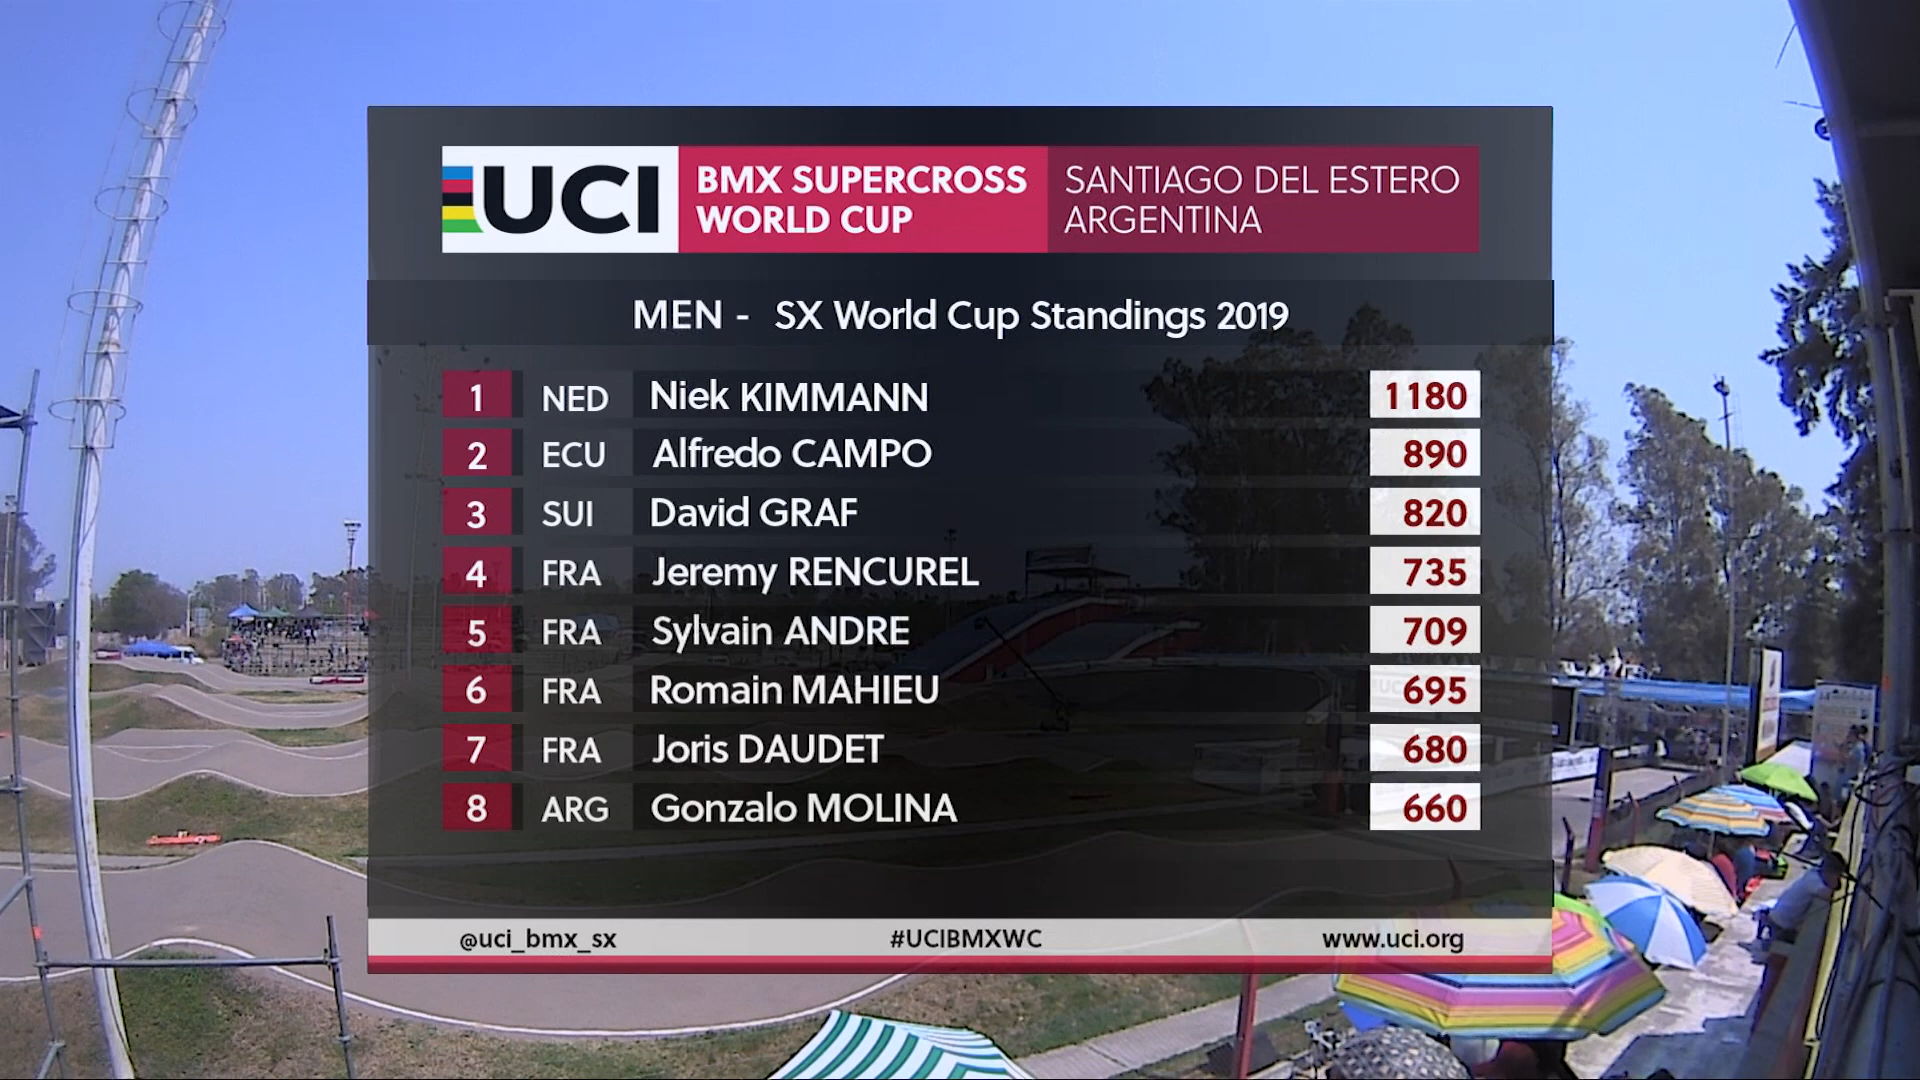 UCI
BMX SUPERCROSS
WORLD CUP
SANTIAGO DEL ESTERO
ARGENTINA
MEN - SX World Cup Standings 2019
1 NED Niek KIMMANN 1180
2 ECU Alfredo CAMPO 890
3 SUI David GRAF 820
4 FRA Jeremy RENCUREL 735
5 FRA Sylvain ANDRE 709
6 FRA Romain MAHIEU 695
7 FRA Joris DAUDET 680
8 ARG Gonzalo MOLINA 660
@uci_bmx_sx #UCIBMXWC www.uci.org